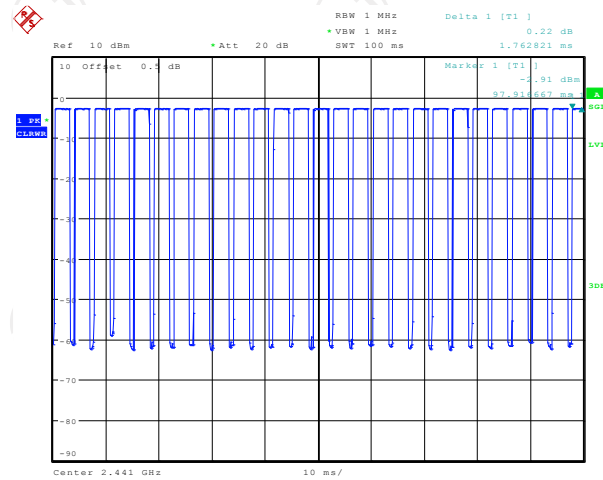 RBW 1 MHz Delta 1 [T1 ]
* VBW 1 MHz 0.22 dB
Ref 10 dBm * Att 20 dB SWT 100 ms 1.762821 ms
10 Offset 0.5 dB Marker 1 [T1 ]
-2.91 dBm
97.916667 ms
0
A
SGL
1 PK *
CLRWR
-10
LVL
-20
-30
-40
3DB
-50
-60
-70
-80
-90
Center 2.441 GHz 10 ms/